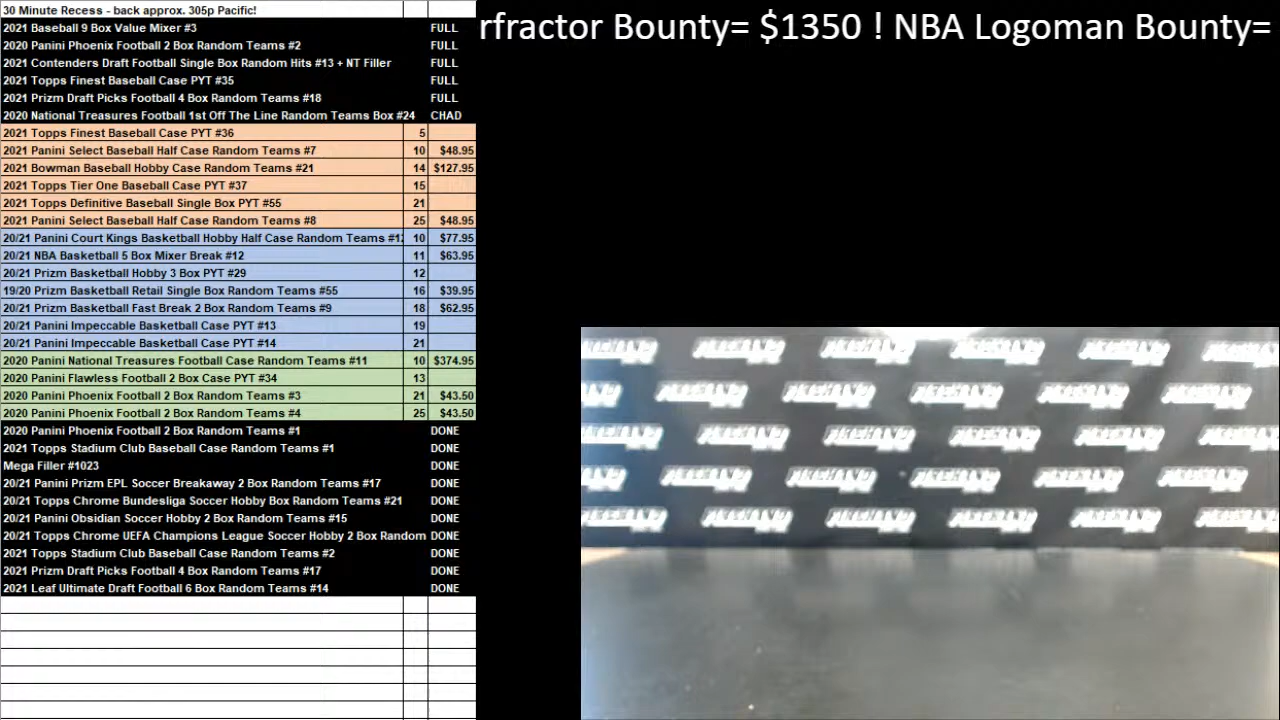 30 Minute Recess - back approx. 305p Pacific!
rfractor Bounty= $1350 ! NBA Logoman Bounty=
2021 Baseball 9 Box Value Mixer #3 FULL
2020 Panini Phoenix Football 2 Box Random Teams #2 FULL
2021 Contenders Draft Football Single Box Random Hits #13 + NT Filler FULL
2021 Topps Finest Baseball Case PYT #35 FULL
2021 Prizm Draft Picks Football 4 Box Random Teams #18 FULL
2020 National Treasures Football 1st Off The Line Random Teams Box #24 CHAD
2021 Topps Finest Baseball Case PYT #36 5
2021 Panini Select Baseball Half Case Random Teams #7 10 $48.95
2021 Bowman Baseball Hobby Case Random Teams #21 14 $127.95
2021 Topps Tier One Baseball Case PYT #37 15
2021 Topps Definitive Baseball Single Box PYT #55 21
2021 Panini Select Baseball Half Case Random Teams #8 25 $48.95
20/21 Panini Court Kings Basketball Hobby Half Case Random Teams 10 $77.95
20/21 NBA Basketball 5 Box Mixer Break #12 11 $63.95
20/21 Prizm Basketball Hobby 3 Box PYT #29 12
19/20 Prizm Basketball Retail Single Box Random Teams #55 16 $39.95
20/21 Prizm Basketball Fast Break 2 Box Random Teams #9 18 $62.95
20/21 Panini Impeccable Basketball Case PYT #13 19
20/21 Panini Impeccable Basketball Case PYT #14 21
2020 Panini National Treasures Football Case Random Teams #11 10 $374.95
2020 Panini Flawless Football 2 Box Case PYT #34 13
2020 Panini Phoenix Football 2 Box Random Teams #3 21 $43.50
2020 Panini Phoenix Football 2 Box Random Teams #4 25 $43.50
2020 Panini Phoenix Football 2 Box Random Teams #1 DONE
2021 Topps Stadium Club Baseball Case Random Teams #1 DONE
Mega Filler #1023 DONE
20/21 Panini Prizm EPL Soccer Breakaway 2 Box Random Teams #17 DONE
20/21 Topps Chrome Bundesliga Soccer Hobby Box Random Teams #21 DONE
20/21 Panini Obsidian Soccer Hobby 2 Box Random Teams #15 DONE
20/21 Topps Chrome UEFA Champions League Soccer Hobby 2 Box Random DONE
2021 Topps Stadium Club Baseball Case Random Teams #2 DONE
2021 Prizm Draft Picks Football 4 Box Random Teams #17 DONE
2021 Leaf Ultimate Draft Football 6 Box Random Teams #14 DONE